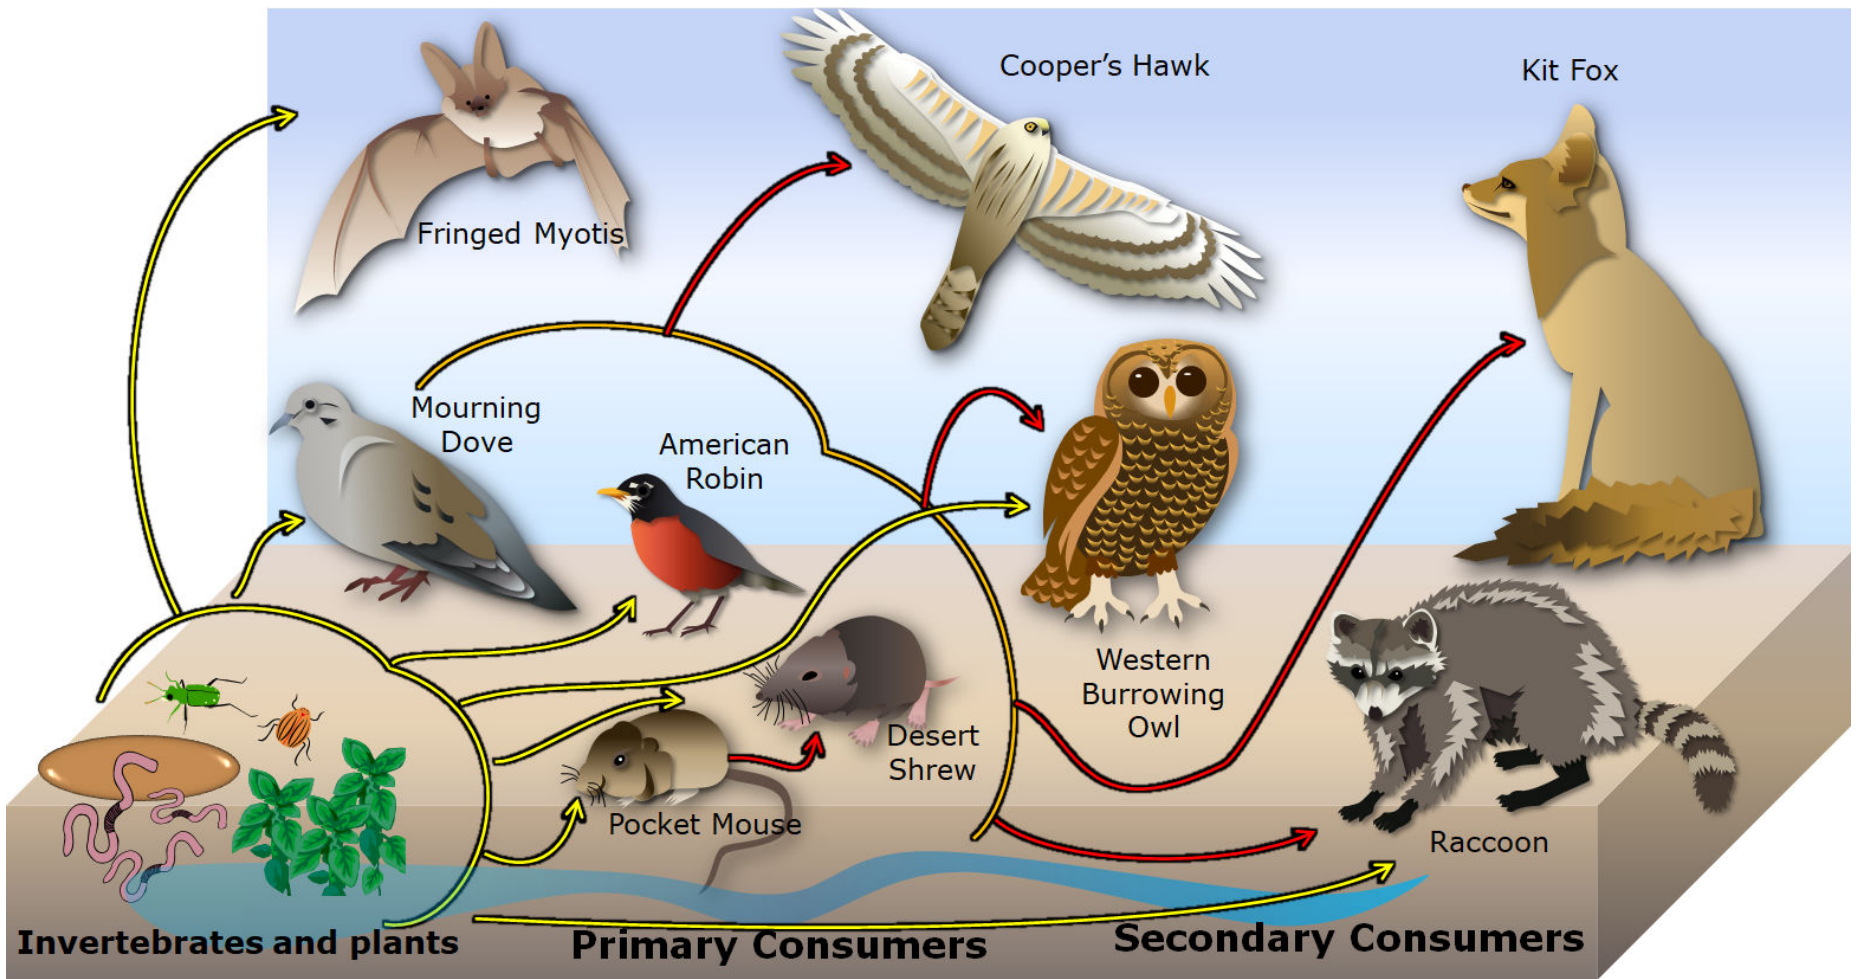 Cooper's Hawk
Kit Fox
Fringed Myotis
Mourning
Dove
American
Robin
Western
Burrowing
Owl
Desert
Shrew
Pocket Mouse
Raccoon
Invertebrates and plants
Primary Consumers
Secondary Consumers